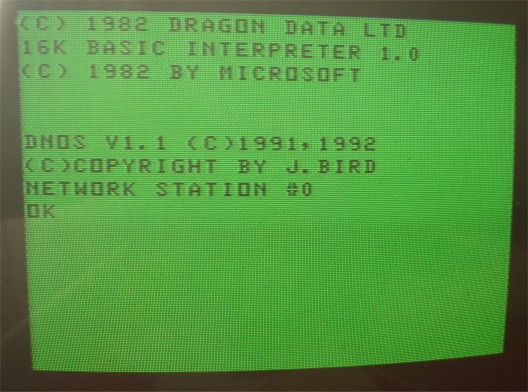 (C) 1982 DRAGON DATA LTD
16K BASIC INTERPRETER 1.0
(C) 1982 BY MICROSOFT
DNOS V1.1 (C)1991,1992
(C)COPYRIGHT BY J.BIRD
NETWORK STATION #0
OK